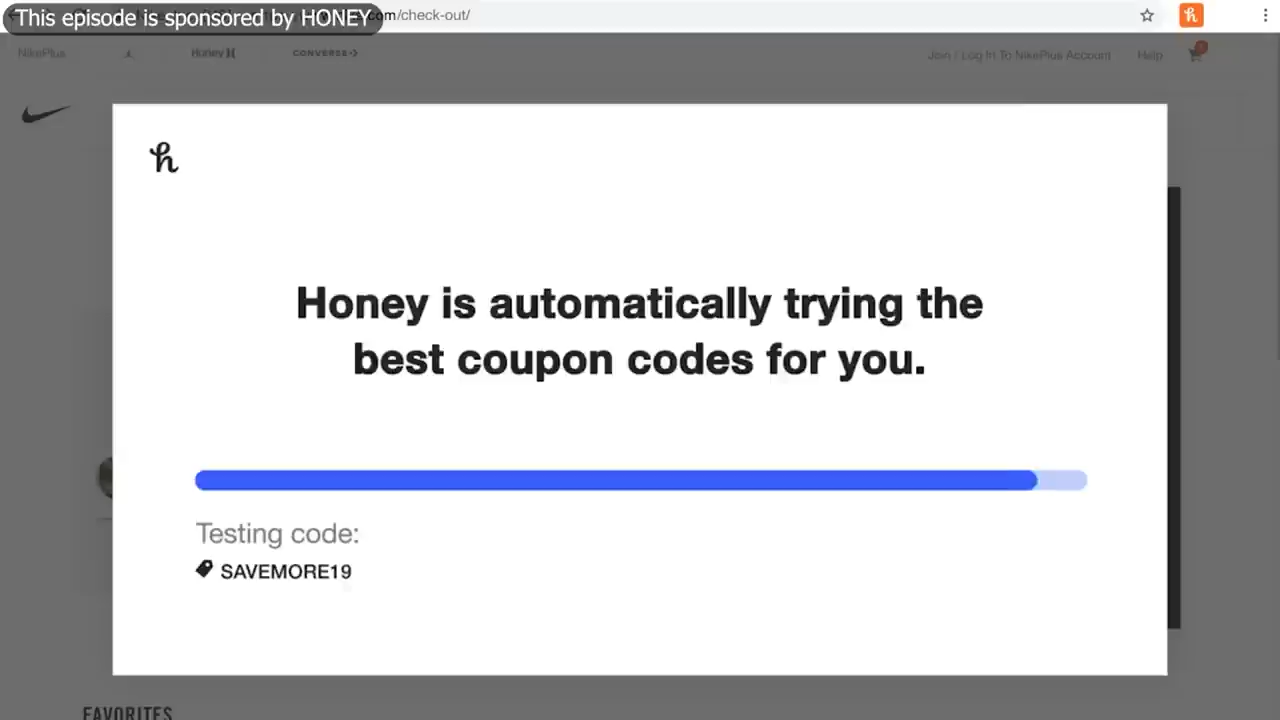 This episode is sponsored by HONEY
com/check-out/
NikePlus
Honey
CONVERSE
Join / Log In To NikePlus Account
Help
h
h
Honey is automatically trying the
best coupon codes for you.
Testing code:
SAVEMORE19
FAVORITES